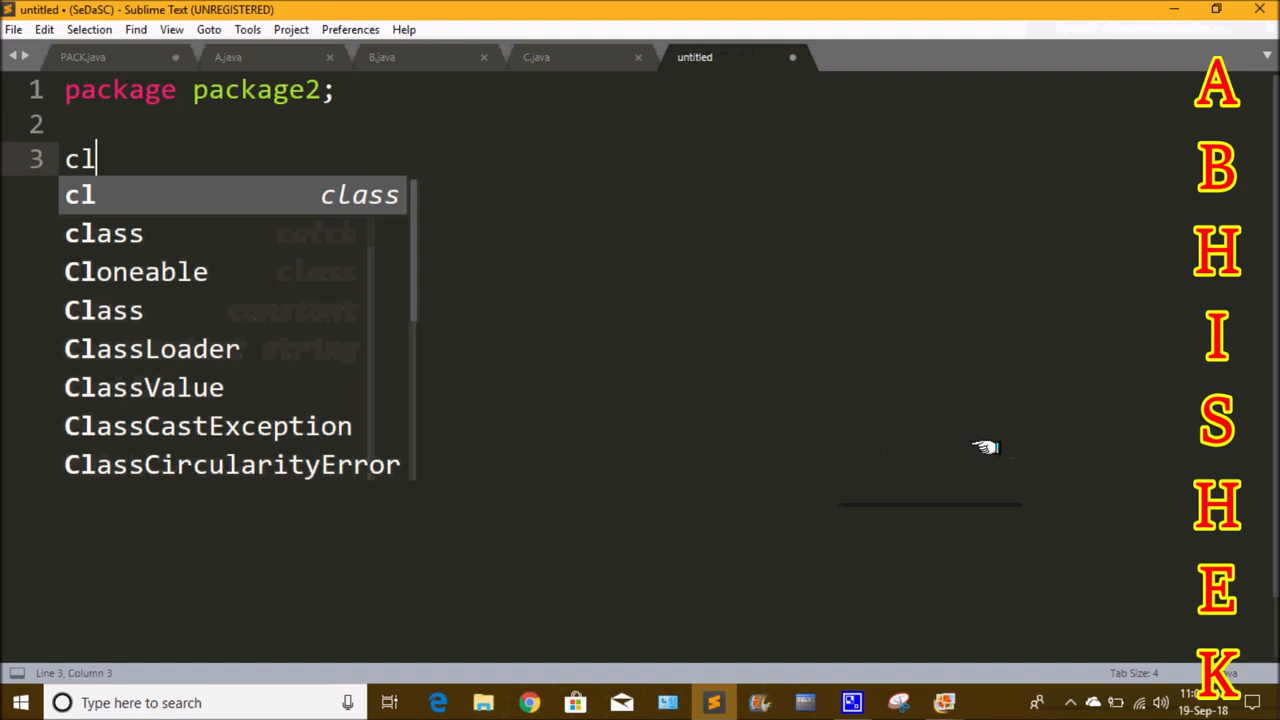 untitled • (SeDaSC) - Sublime Text (UNREGISTERED)
File Edit Selection Find View Goto Tools Project Preferences Help
PACK.java A.java B.java C.java untitled
1 package package2;
2
3 cl
cl class
class
Cloneable
Class
ClassLoader
ClassValue
ClassCastException
ClassCircularityError
A
B
H
I
S
H
E
K
Line 3, Column 3 Tab Size: 4
Type here to search
19-Sep-18